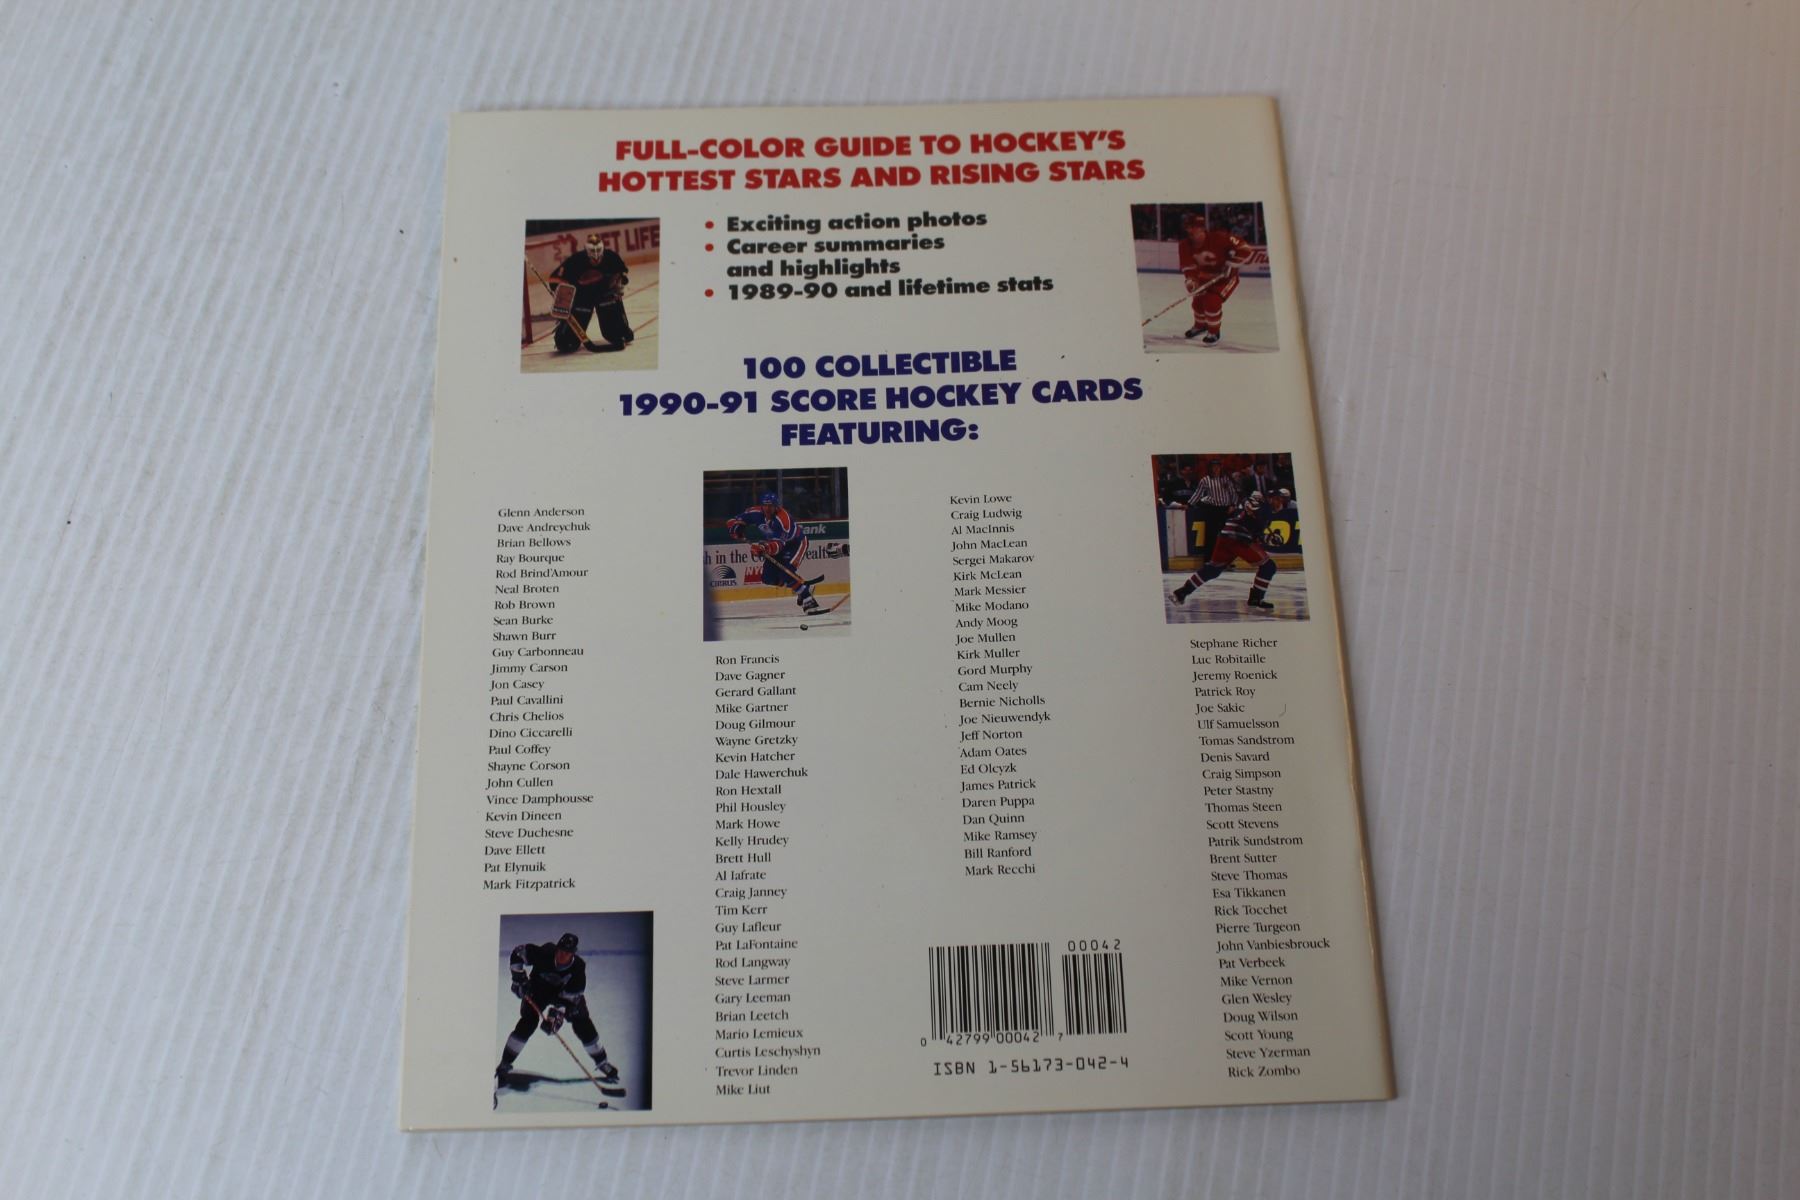 FULL-COLOR GUIDE TO HOCKEY'S
HOTTEST STARS AND RISING STARS
• Exciting action photos
• Career summaries
and highlights
• 1989-90 and lifetime stats
100 COLLECTIBLE
1990-91 SCORE HOCKEY CARDS
FEATURING:
Glenn Anderson
Dave Andreychuk
Brian Bellows
Ray Bourque
Rod Brind'Amour
Neal Broten
Rob Brown
Sean Burke
Shawn Burr
Guy Carbonneau
Jimmy Carson
Jon Casey
Paul Cavallini
Chris Chelios
Dino Ciccarelli
Paul Coffey
Shayne Corson
John Cullen
Vince Damphousse
Kevin Dineen
Steve Duchesne
Dave Ellett
Pat Elynuik
Mark Fitzpatrick
Ron Francis
Dave Gagner
Gerard Gallant
Mike Gartner
Doug Gilmour
Wayne Gretzky
Kevin Hatcher
Dale Hawerchuk
Ron Hextall
Phil Housley
Mark Howe
Kelly Hrudey
Brett Hull
Al Iafrate
Craig Janney
Tim Kerr
Guy Lafleur
Pat LaFontaine
Rod Langway
Steve Larmer
Gary Leeman
Brian Leetch
Mario Lemieux
Curtis Leschyshyn
Trevor Linden
Mike Liut
Kevin Lowe
Craig Ludwig
Al MacInnis
John MacLean
Sergei Makarov
Kirk McLean
Mark Messier
Mike Modano
Andy Moog
Joe Mullen
Kirk Muller
Gord Murphy
Cam Neely
Bernie Nicholls
Joe Nieuwendyk
Jeff Norton
Adam Oates
Ed Olcyzk
James Patrick
Daren Puppa
Dan Quinn
Mike Ramsey
Bill Ranford
Mark Recchi
Stephane Richer
Luc Robitaille
Jeremy Roenick
Patrick Roy
Joe Sakic
Ulf Samuelsson
Tomas Sandstrom
Denis Savard
Craig Simpson
Peter Stastny
Thomas Steen
Scott Stevens
Patrik Sundstrom
Brent Sutter
Steve Thomas
Esa Tikkanen
Rick Tocchet
Pierre Turgeon
John Vanbiesbrouck
Pat Verbeek
Mike Vernon
Glen Wesley
Doug Wilson
Scott Young
Steve Yzerman
Rick Zombo
00042
0 42799 00042 7
ISBN 1-56173-042-4
ET LIFE
ank
h in the
CIRRUS